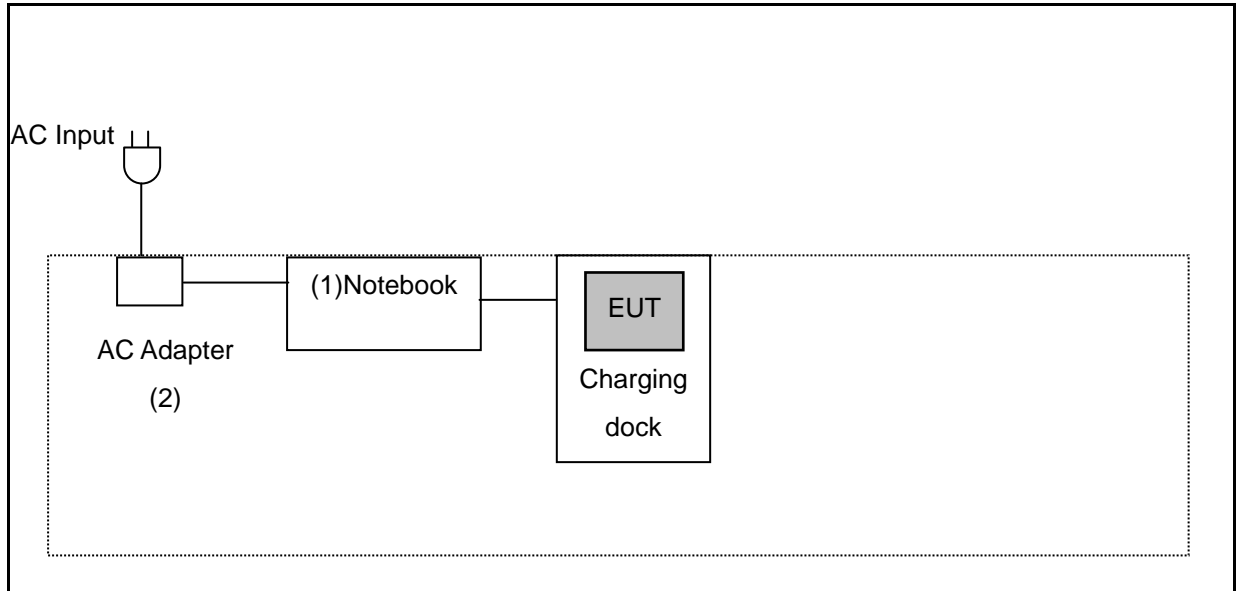 AC Input
(1)Notebook
EUT
AC Adapter
(2)
Charging
dock